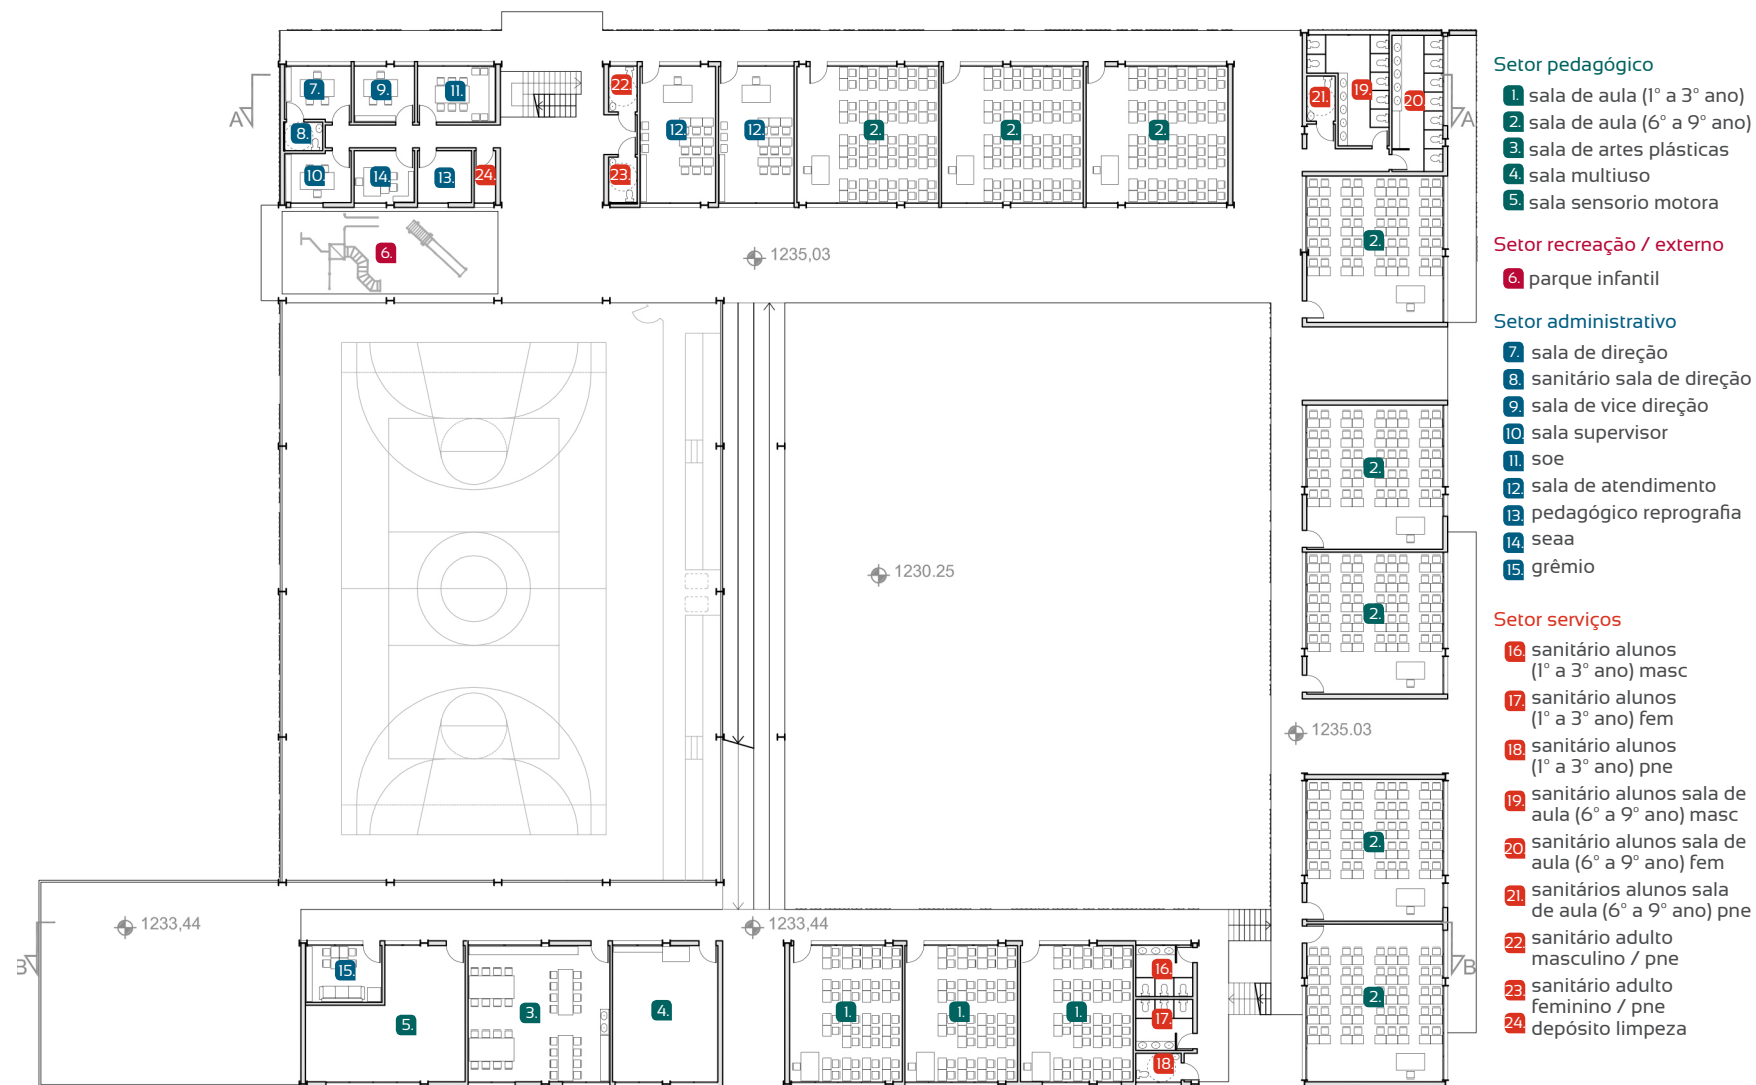 A
7.
9.
11.
22.
12.
12.
2.
2.
2.
21.
19.
20.
A
8.
10.
14.
13.
24.
23.
6.
1235,03
2.
2.
1230.25
2.
1235.03
2.
1233,44
1233,44
B
15.
5.
3.
4.
1.
1.
1.
16.
17.
18.
2.
B
Setor pedagógico
1. sala de aula (1° a 3° ano)
2. sala de aula (6° a 9° ano)
3. sala de artes plásticas
4. sala multiuso
5. sala sensorio motora
Setor recreação / externo
6. parque infantil
Setor administrativo
7. sala de direção
8. sanitário sala de direção
9. sala de vice direção
10. sala supervisor
11. soe
12. sala de atendimento
13. pedagógico reprografia
14. seaa
15. grêmio
Setor serviços
16. sanitário alunos
(1° a 3° ano) masc
17. sanitário alunos
(1° a 3° ano) fem
18. sanitário alunos
(1° a 3° ano) pne
19. sanitário alunos sala de
aula (6° a 9° ano) masc
20. sanitário alunos sala de
aula (6° a 9° ano) fem
21. sanitários alunos sala
de aula (6° a 9° ano) pne
22. sanitário adulto
masculino / pne
23. sanitário adulto
feminino / pne
24. depósito limpeza